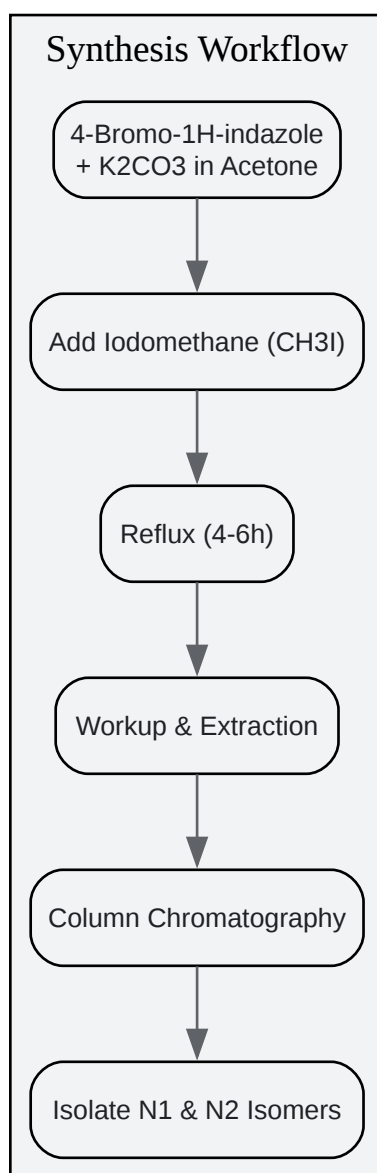 Synthesis Workflow
4-Bromo-1H-indazole
+ K2CO3 in Acetone
Add Iodomethane (CH3I)
Reflux (4-6h)
Workup & Extraction
Column Chromatography
Isolate N1 & N2 Isomers